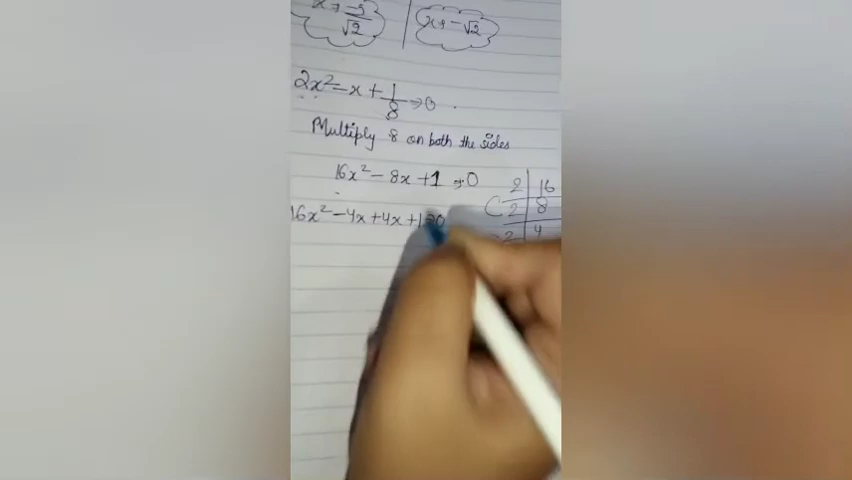 -5
√2
x+-√2
2x²-x+1/8→0
Multiply 8 on both the sides
16x²-8x+1→0
16x²-4x+4x+1
2 | 16
2 | 8
2 | 4